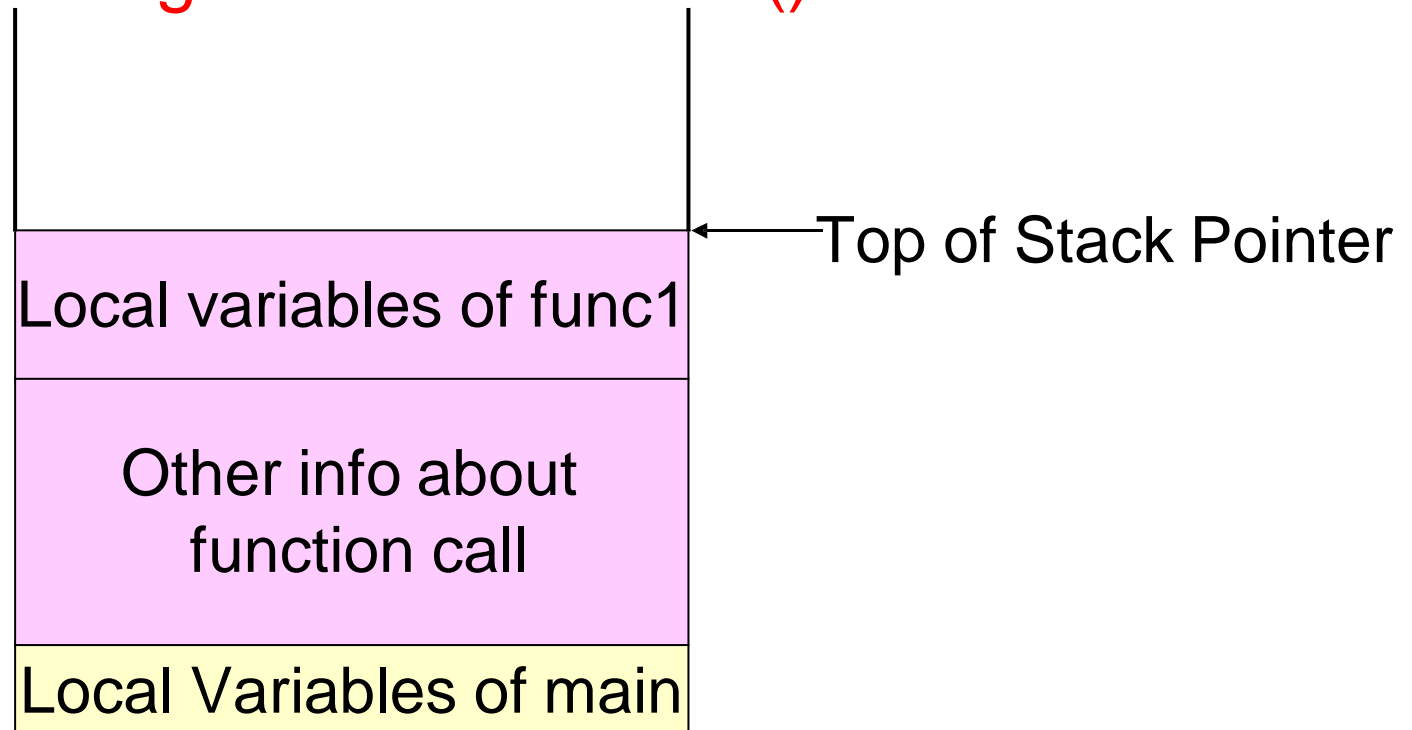 Top of Stack Pointer
Local variables of func1
Other info about
function call
Local Variables of main